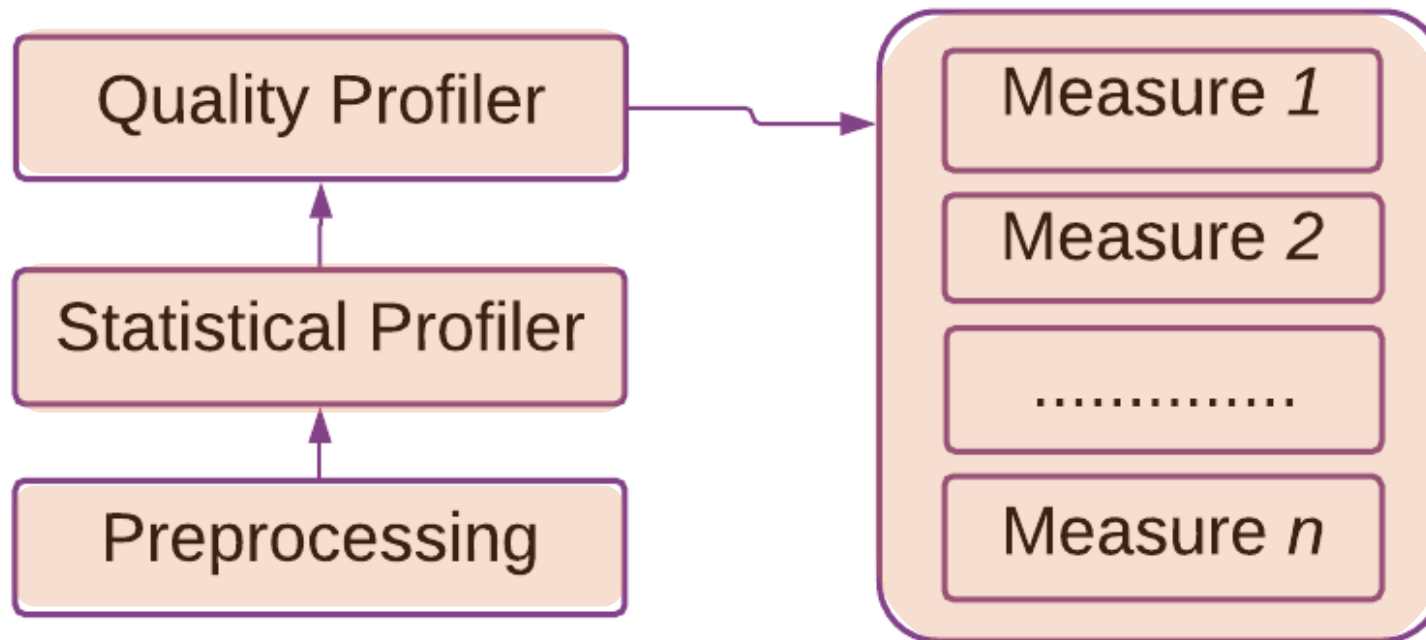 Quality Profiler
Statistical Profiler
Preprocessing
Measure 1
Measure 2
..............
Measure n